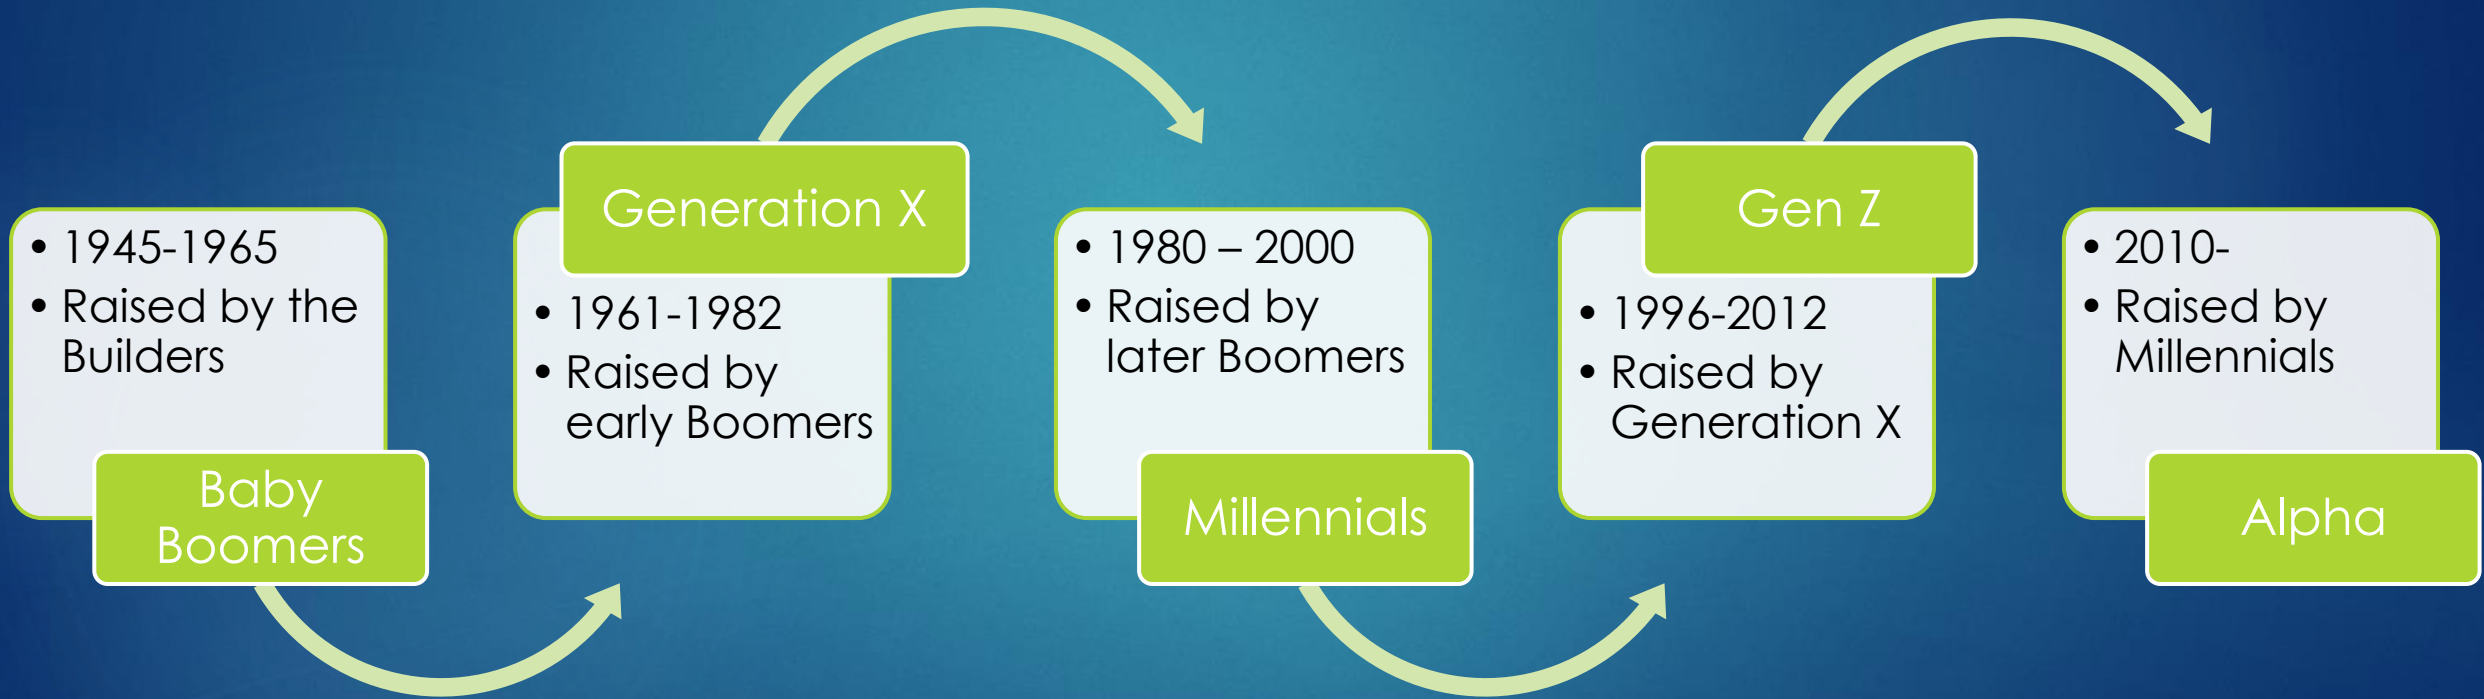 • 1945-1965
• Raised by the
Builders
Baby
Boomers
Generation X
• 1961-1982
• Raised by
early Boomers
• 1980 – 2000
• Raised by
later Boomers
Millennials
Gen Z
• 1996-2012
• Raised by
Generation X
• 2010-
• Raised by
Millennials
Alpha